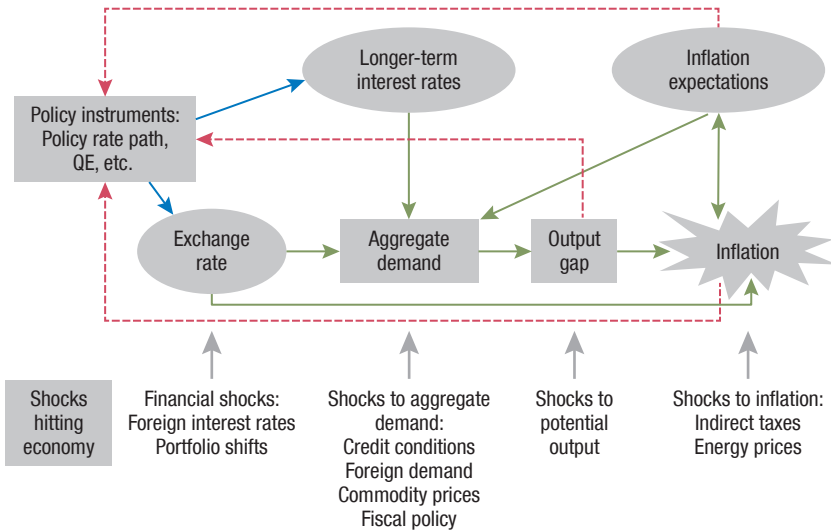 Longer-term
interest rates
Inflation
expectations
Policy instruments:
Policy rate path,
QE, etc.
Exchange
rate
Aggregate
demand
Output
gap
Inflation
Shocks
hitting
economy
Financial shocks:
Foreign interest rates
Portfolio shifts
Shocks to aggregate
demand:
Credit conditions
Foreign demand
Commodity prices
Fiscal policy
Shocks to
potential
output
Shocks to inflation:
Indirect taxes
Energy prices